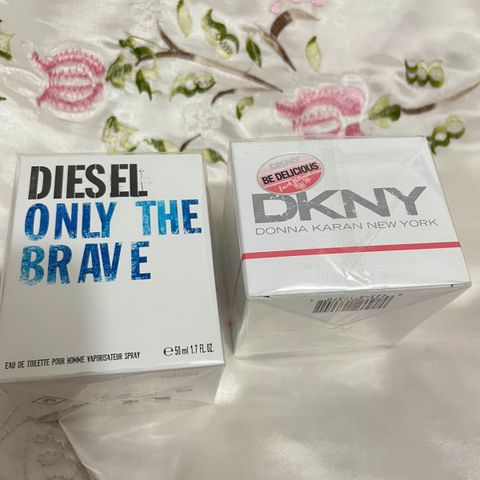 DIESEL
ONLY THE
BRAVE
EAU DE TOILETTE POUR HOMME VAPORISATEUR SPRAY
℮ 50 ml 1.7 FL. OZ.
DKNY
BE DELICIOUS
DKNY
DONNA KARAN NEW YORK